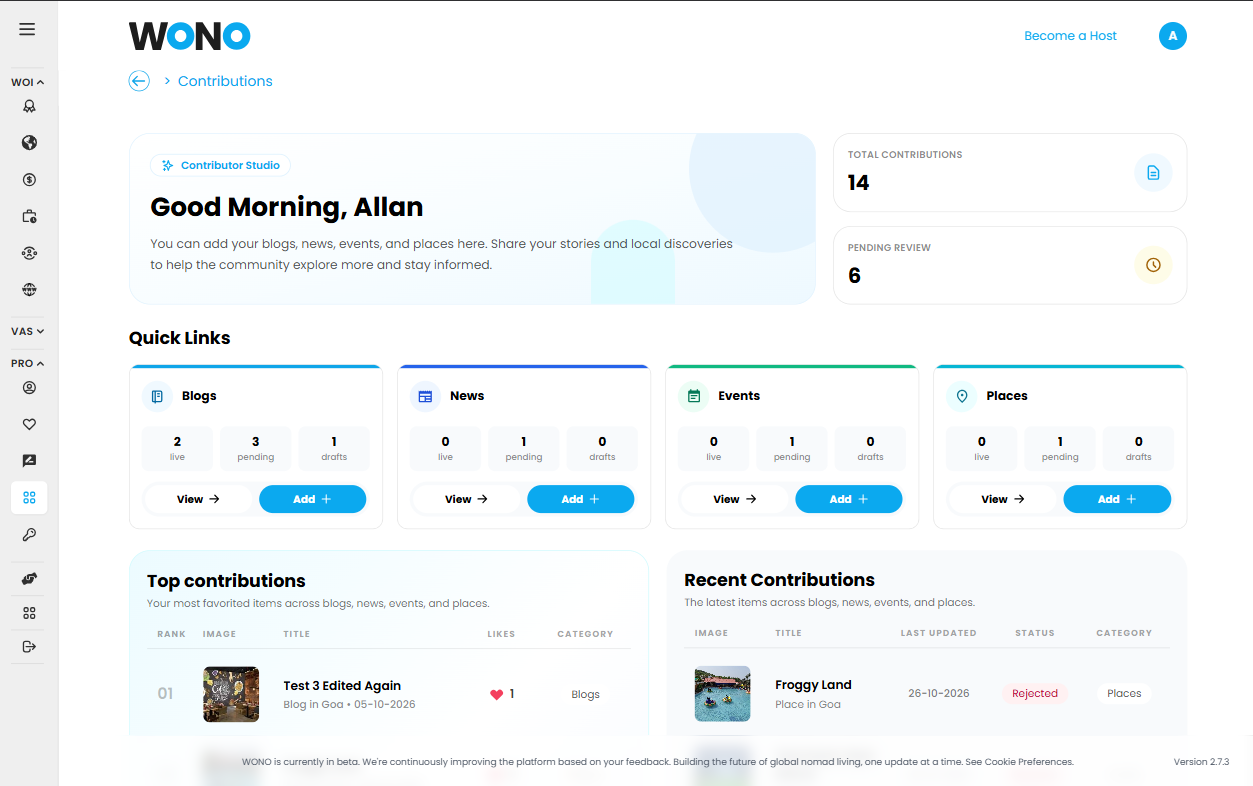 WONO
Become a Host
A
> Contributions
WOI
VAS
PRO
Contributor Studio
Good Morning, Allan
You can add your blogs, news, events, and places here. Share your stories and local discoveries
to help the community explore more and stay informed.
TOTAL CONTRIBUTIONS
14
PENDING REVIEW
6
Quick Links
Blogs
2 3 1
live pending drafts
View → Add +
News
0 1 0
live pending drafts
View → Add +
Events
0 1 0
live pending drafts
View → Add +
Places
0 1 0
live pending drafts
View → Add +
Top contributions
Your most favorited items across blogs, news, events, and places.
RANK IMAGE TITLE LIKES CATEGORY
01 Test 3 Edited Again 1 Blogs
Blog in Goa • 05-10-2026
Recent Contributions
The latest items across blogs, news, events, and places.
IMAGE TITLE LAST UPDATED STATUS CATEGORY
Froggy Land 26-10-2026 Rejected Places
Place in Goa
WONO is currently in beta. We're continuously improving the platform based on your feedback. Building the future of global nomad living, one update at a time. See Cookie Preferences.
Version 2.7.3